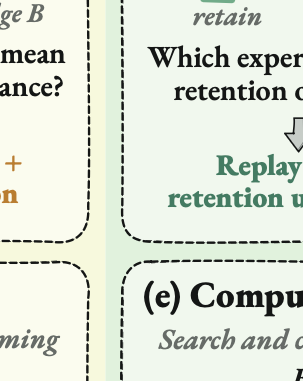 ge B
mean
ance?
+
on
ming
retain
Which exper
retention o
Replay
retention u
(e) Compu
Search and c